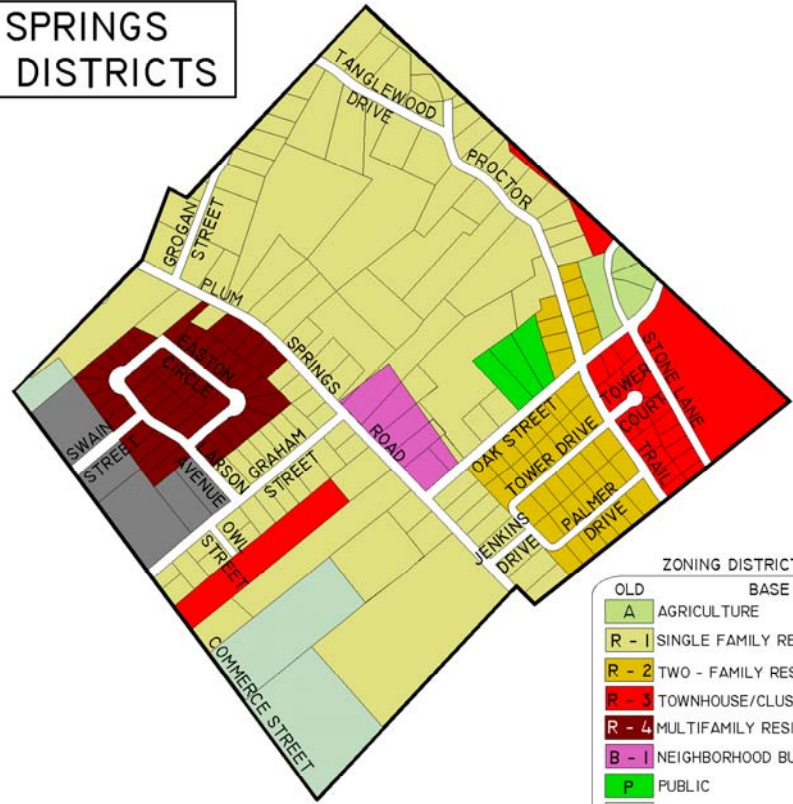 SPRINGS
DISTRICTS
TANGLEWOOD
DRIVE
PROCTOR
GROGAN
STREET
PLUM
SPRINGS
ROAD
EASTON
CIRCLE
SWAIN
STREET
ARSON
AVENUE
GRAHAM
STREET
OWL
STREET
OAK STREET
TOWER DRIVE
TOWER
COURT
STONE LANE
TRAIL
JENKINS
DRIVE
PALMER
DRIVE
COMMERCE STREET
ZONING DISTRICT
OLD BASE
A AGRICULTURE
R - 1 SINGLE FAMILY RE
R - 2 TWO - FAMILY RES
R - 3 TOWNHOUSE/CLUS
R - 4 MULTIFAMILY RESI
B - 1 NEIGHBORHOOD BU
P PUBLIC